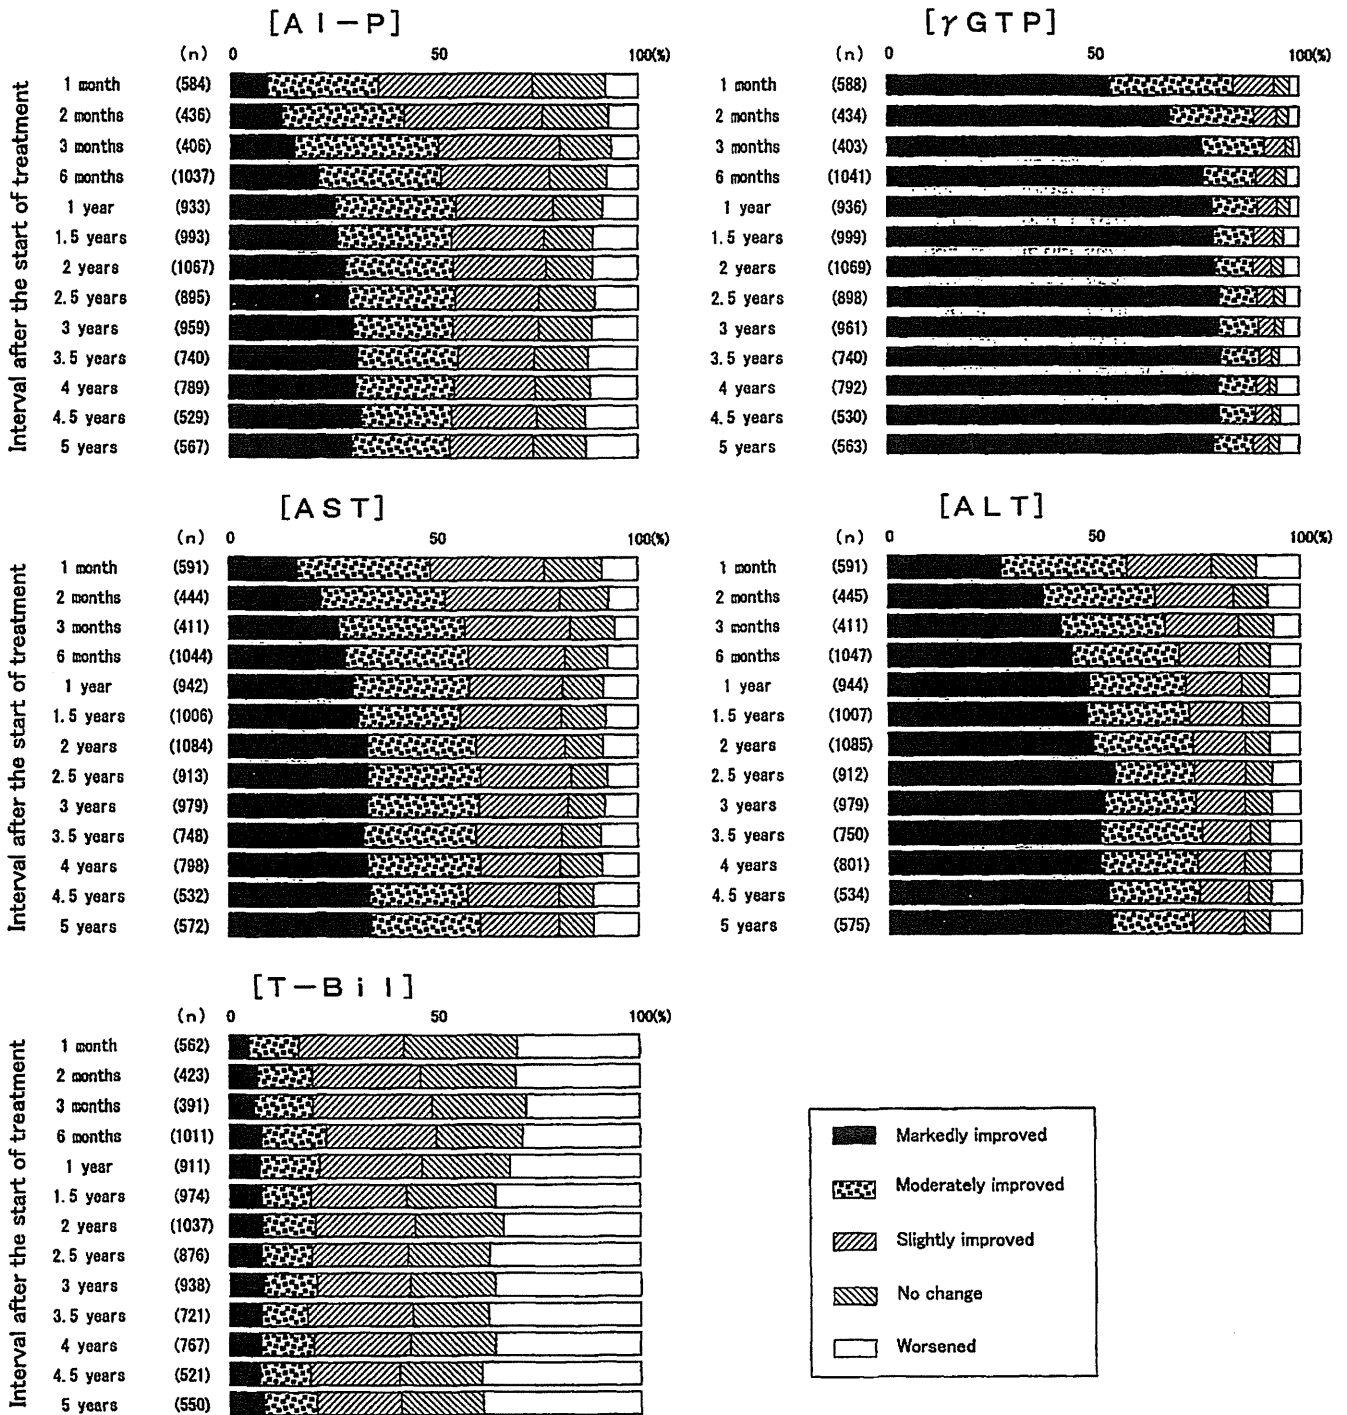 [Al-P]
(n) 0 50 100(%)
Interval after the start of treatment
1 month (584)
2 months (436)
3 months (406)
6 months (1037)
1 year (933)
1.5 years (993)
2 years (1067)
2.5 years (895)
3 years (959)
3.5 years (740)
4 years (789)
4.5 years (529)
5 years (567)
[γGTP]
(n) 0 50 100(%)
1 month (588)
2 months (434)
3 months (403)
6 months (1041)
1 year (936)
1.5 years (999)
2 years (1069)
2.5 years (898)
3 years (961)
3.5 years (740)
4 years (792)
4.5 years (530)
5 years (563)
[AST]
(n) 0 50 100(%)
Interval after the start of treatment
1 month (591)
2 months (444)
3 months (411)
6 months (1044)
1 year (942)
1.5 years (1006)
2 years (1084)
2.5 years (913)
3 years (979)
3.5 years (748)
4 years (798)
4.5 years (532)
5 years (572)
[ALT]
(n) 0 50 100(%)
1 month (591)
2 months (445)
3 months (411)
6 months (1047)
1 year (944)
1.5 years (1007)
2 years (1085)
2.5 years (912)
3 years (979)
3.5 years (750)
4 years (801)
4.5 years (534)
5 years (575)
[T-Bil]
(n) 0 50 100(%)
Interval after the start of treatment
1 month (562)
2 months (423)
3 months (391)
6 months (1011)
1 year (911)
1.5 years (974)
2 years (1037)
2.5 years (876)
3 years (938)
3.5 years (721)
4 years (767)
4.5 years (521)
5 years (550)
Markedly improved
Moderately improved
Slightly improved
No change
Worsened